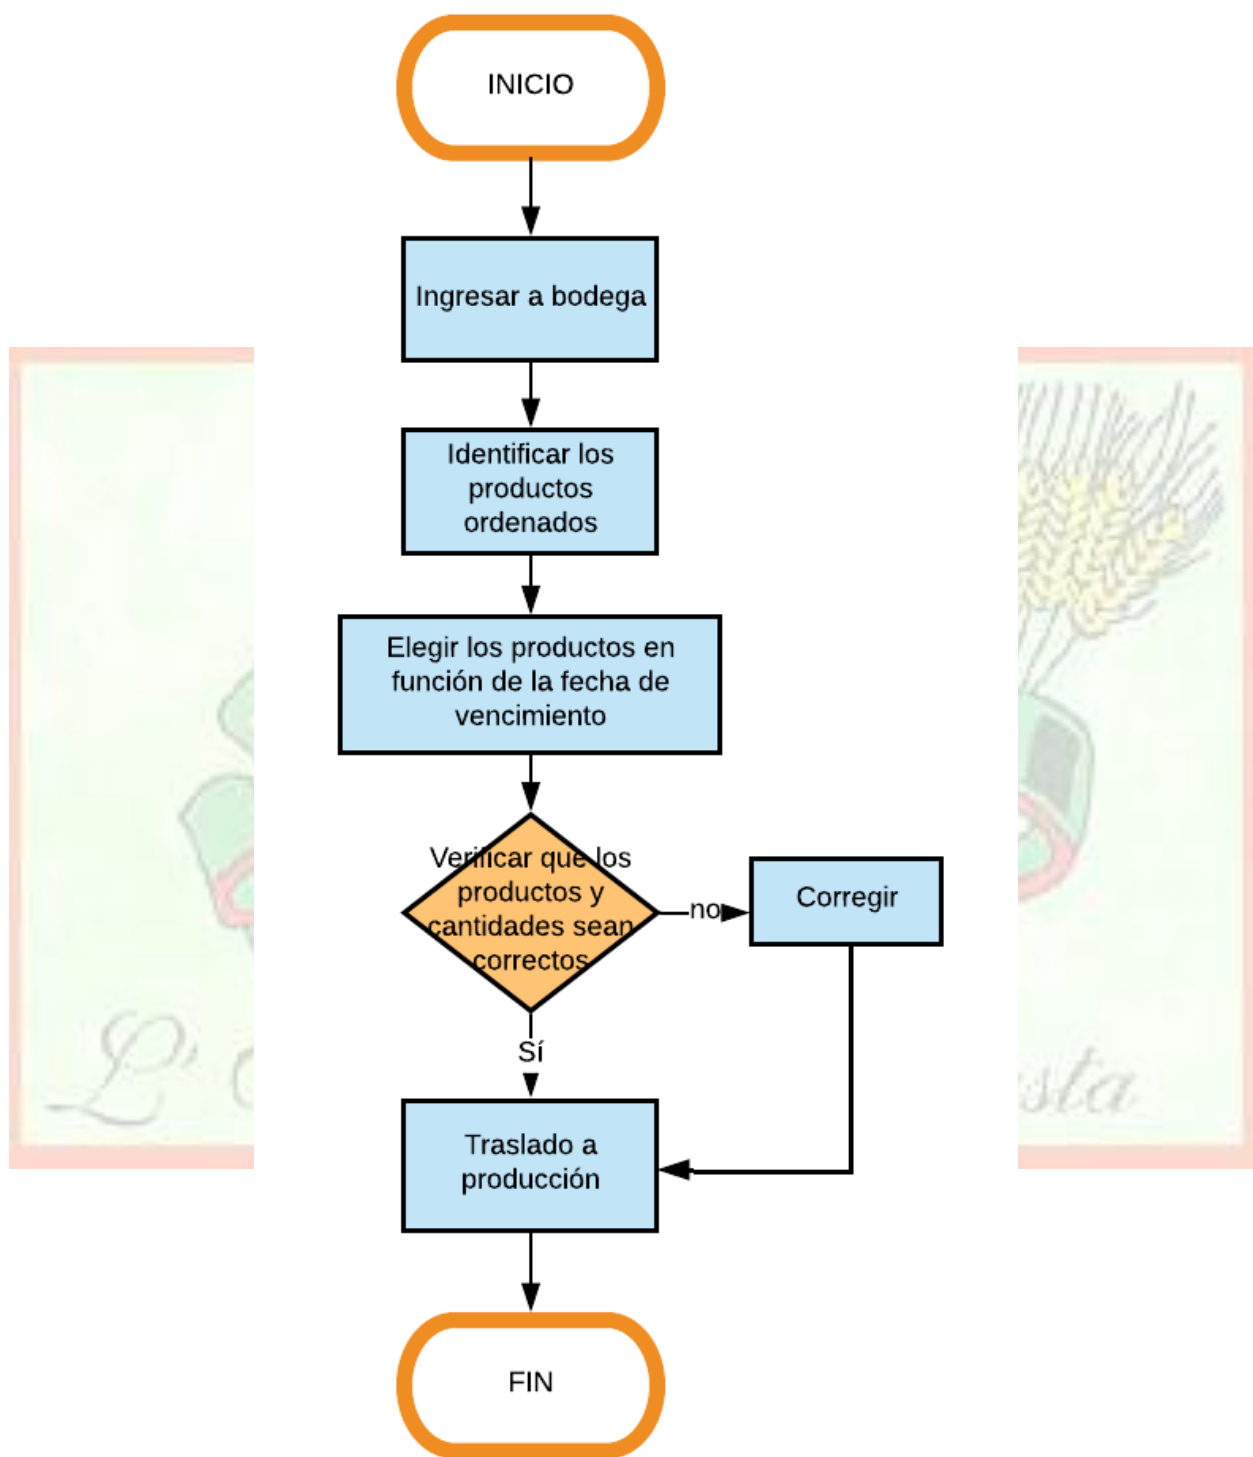 INICIO
Ingresar a bodega
Identificar los
productos
ordenados
Elegir los productos en
función de la fecha de
vencimiento
Verificar que los
productos y
cantidades sean
correctos
no
Corregir
Sí
Traslado a
producción
FIN
L'
sta